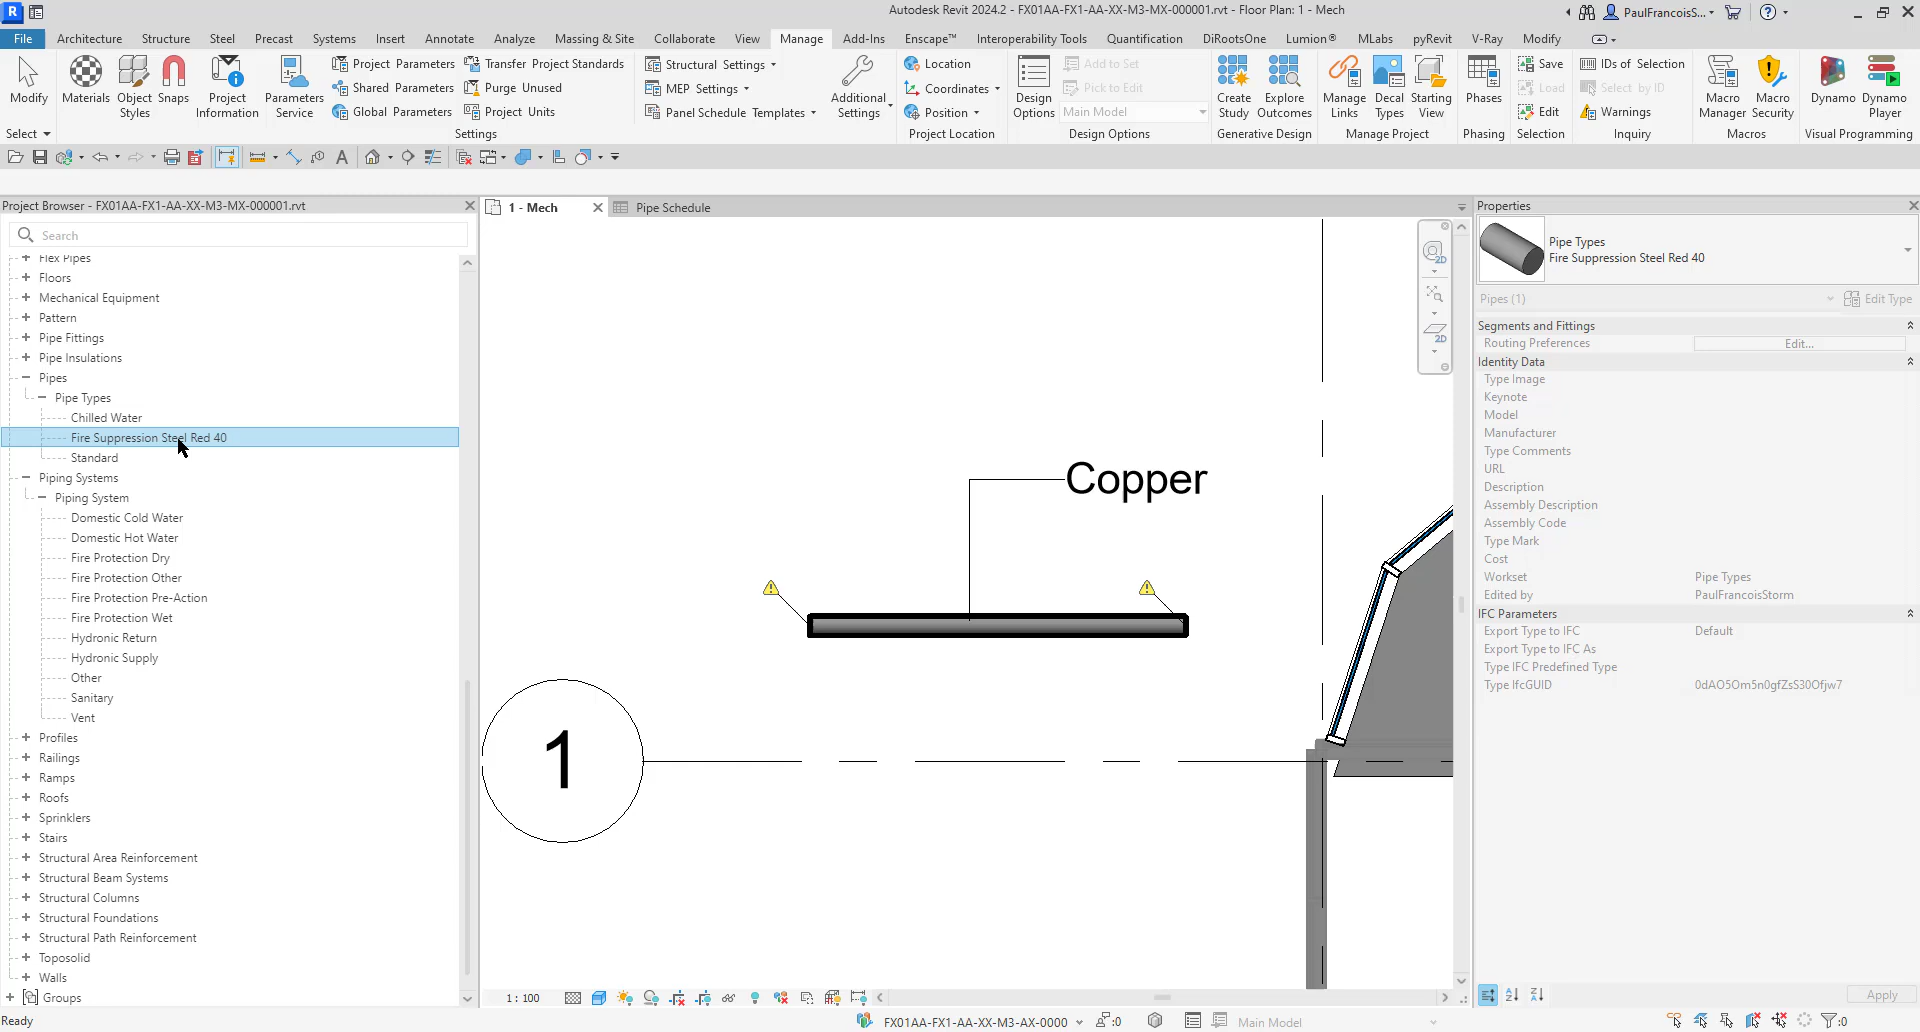 R Autodesk Revit 2024.2 - FX01AA-FX1-AA-XX-M3-MX-000001.rvt - Floor Plan: 1 - Mech PaulFrancoisS...
File Architecture Structure Steel Precast Systems Insert Annotate Analyze Massing & Site Collaborate View Manage Add-Ins Enscape™ Interoperability Tools Quantification DiRootsOne Lumion® MLabs pyRevit V-Ray Modify
Project Parameters Transfer Project Standards Structural Settings Location Add to Set Save IDs of Selection
Shared Parameters Purge Unused MEP Settings Coordinates Pick to Edit Load Select by ID
Modify Materials Object Styles Snaps Project Information Parameters Service Additional Settings Design Options Create Study Explore Outcomes Manage Links Decal Types Starting View Phases Macro Manager Macro Security Dynamo Dynamo Player
Global Parameters Project Units Panel Schedule Templates Position Main Model Edit Warnings
Select Settings Project Location Design Options Generative Design Manage Project Phasing Selection Inquiry Macros Visual Programming
Project Browser - FX01AA-FX1-AA-XX-M3-MX-000001.rvt
Search
Flex Pipes
Floors
Mechanical Equipment
Pattern
Pipe Fittings
Pipe Insulations
Pipes
Pipe Types
Chilled Water
Fire Suppression Steel Red 40
Standard
Piping Systems
Piping System
Domestic Cold Water
Domestic Hot Water
Fire Protection Dry
Fire Protection Other
Fire Protection Pre-Action
Fire Protection Wet
Hydronic Return
Hydronic Supply
Other
Sanitary
Vent
Profiles
Railings
Ramps
Roofs
Sprinklers
Stairs
Structural Area Reinforcement
Structural Beam Systems
Structural Columns
Structural Foundations
Structural Path Reinforcement
Toposolid
Walls
Groups
1 - Mech Pipe Schedule
2D
2D
Copper
1
1 : 100
Properties
Pipe Types
Fire Suppression Steel Red 40
Pipes (1) Edit Type
Segments and Fittings
Routing Preferences Edit...
Identity Data
Type Image
Keynote
Model
Manufacturer
Type Comments
URL
Description
Assembly Description
Assembly Code
Type Mark
Cost
Workset Pipe Types
Edited by PaulFrancoisStorm
IFC Parameters
Export Type to IFC Default
Export Type to IFC As
Type IFC Predefined Type
Type IfcGUID 0dAO5Om5n0gfZsS30Ofjw7
Apply
Ready FX01AA-FX1-AA-XX-M3-AX-0000 :0 Main Model :0